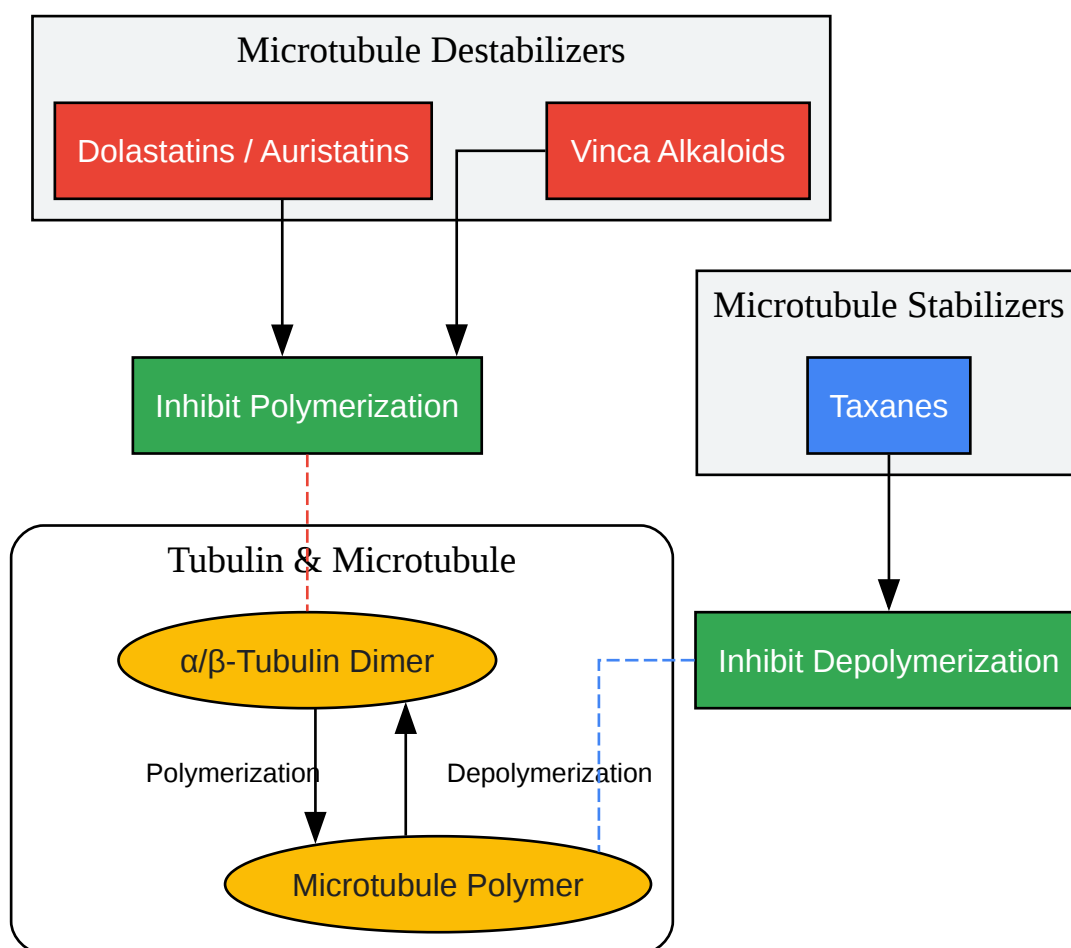 Microtubule Destabilizers
Dolastatins / Auristatins
Vinca Alkaloids
Microtubule Stabilizers
Inhibit Polymerization
Taxanes
Tubulin & Microtubule
α/β-Tubulin Dimer
Inhibit Depolymerization
Polymerization
Depolymerization
Microtubule Polymer